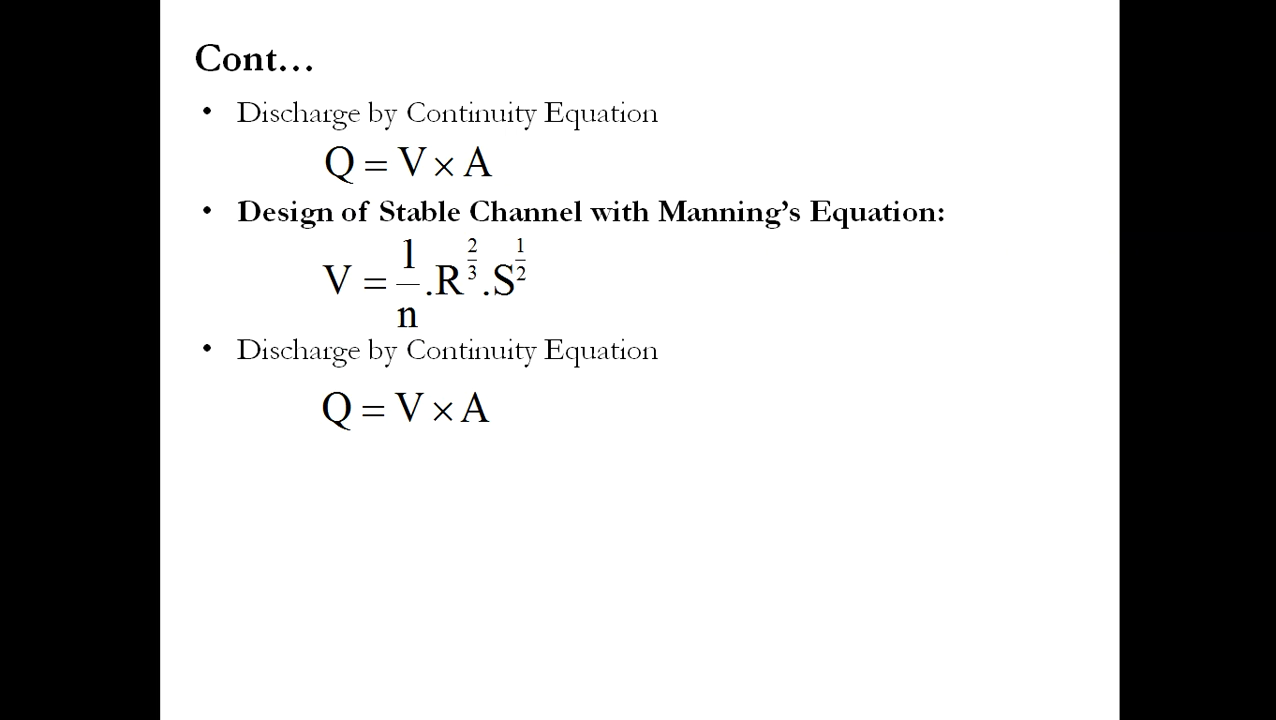 Cont…
• Discharge by Continuity Equation
Q = V × A
• Design of Stable Channel with Manning’s Equation:
V = 1/n .R^(2/3) .S^(1/2)
• Discharge by Continuity Equation
Q = V × A